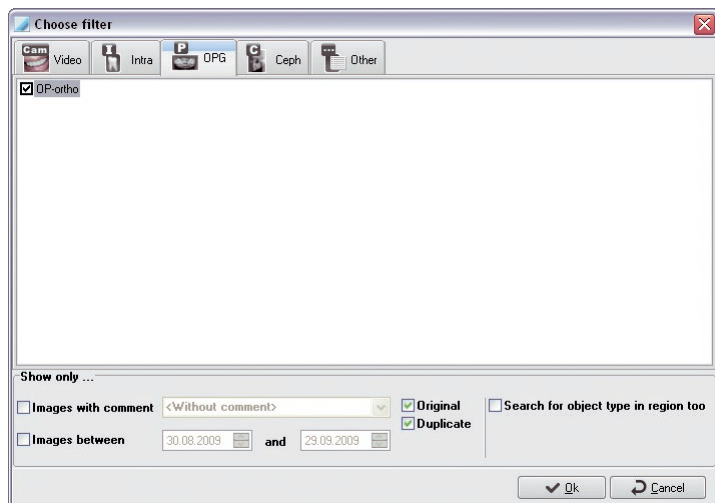 Choose filter
Cam Video I Intra P OPG C Ceph ... Other
OP-ortho
Show only ...
Images with comment <Without comment> Original Search for object type in region too
Duplicate
Images between 30.08.2009 and 29.09.2009
Ok Cancel